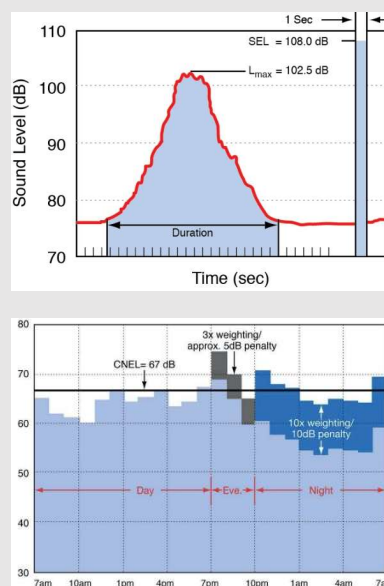 1 Sec
110
SEL = 108.0 dB
100
Lmax = 102.5 dB
90
80
70
Sound Level (dB)
Duration
Time (sec)
80
70
60
50
40
30
3x weighting/
approx. 5dB penalty
CNEL= 67 dB
10x weighting/
10dB penalty
Day
Eve.
Night
7am
10am
1pm
4pm
7pm
10pm
1am
4am